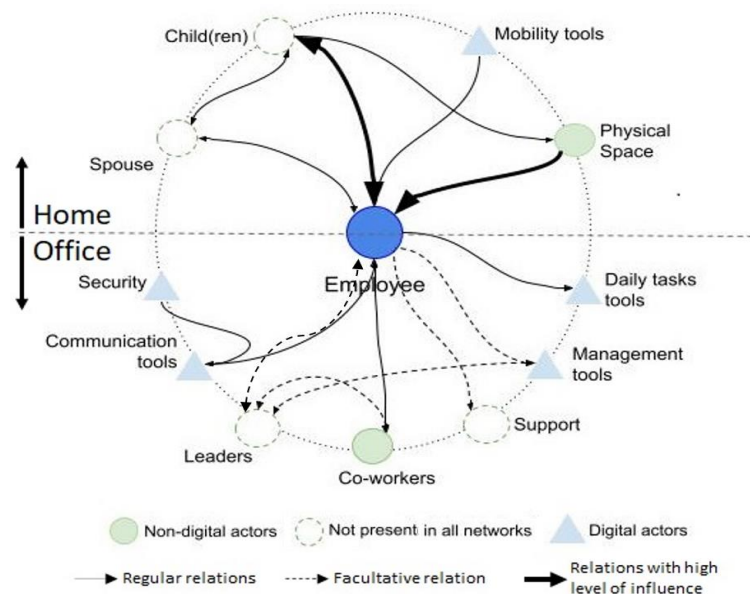 Child(ren)
Mobility tools
Physical
Space
Spouse
Home
Office
Employee
Security
Daily tasks
tools
Communication
tools
Management
tools
Support
Leaders
Co-workers
Non-digital actors
Not present in all networks
Digital actors
Regular relations
Facultative relation
Relations with high
level of influence